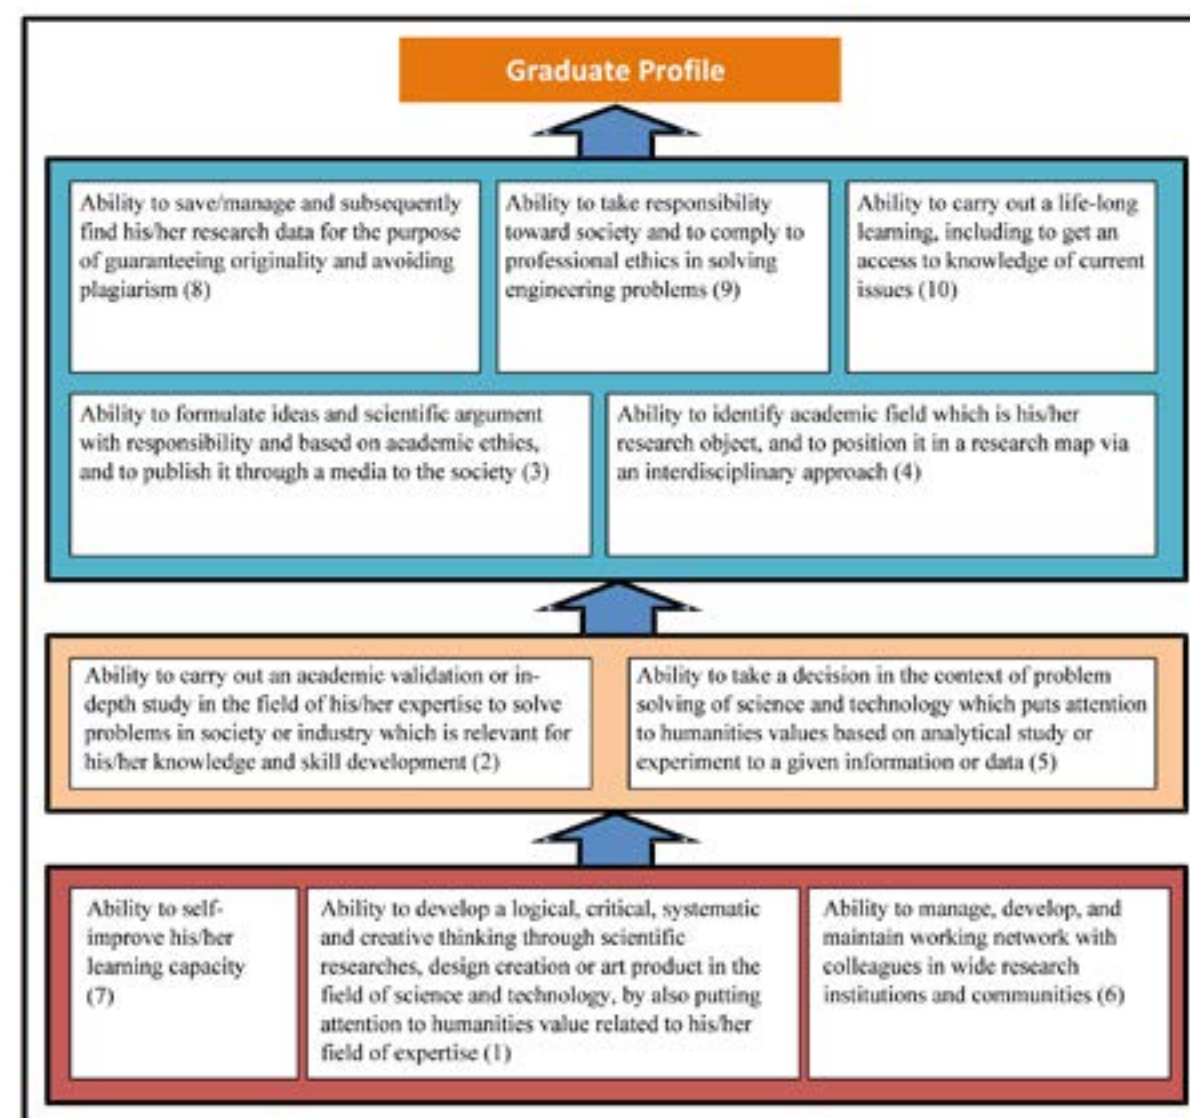 Graduate Profile
Ability to save/manage and subsequently
find his/her research data for the purpose
of guaranteeing originality and avoiding
plagiarism (8)
Ability to take responsibility
toward society and to comply to
professional ethics in solving
engineering problems (9)
Ability to carry out a life-long
learning, including to get an
access to knowledge of current
issues (10)
Ability to formulate ideas and scientific argument
with responsibility and based on academic ethics,
and to publish it through a media to the society (3)
Ability to identify academic field which is his/her
research object, and to position it in a research map via
an interdisciplinary approach (4)
Ability to carry out an academic validation or in-
depth study in the field of his/her expertise to solve
problems in society or industry which is relevant for
his/her knowledge and skill development (2)
Ability to take a decision in the context of problem
solving of science and technology which puts attention
to humanities values based on analytical study or
experiment to a given information or data (5)
Ability to self-
improve his/her
learning capacity
(7)
Ability to develop a logical, critical, systematic
and creative thinking through scientific
researches, design creation or art product in the
field of science and technology, by also putting
attention to humanities value related to his/her
field of expertise (1)
Ability to manage, develop, and
maintain working network with
colleagues in wide research
institutions and communities (6)